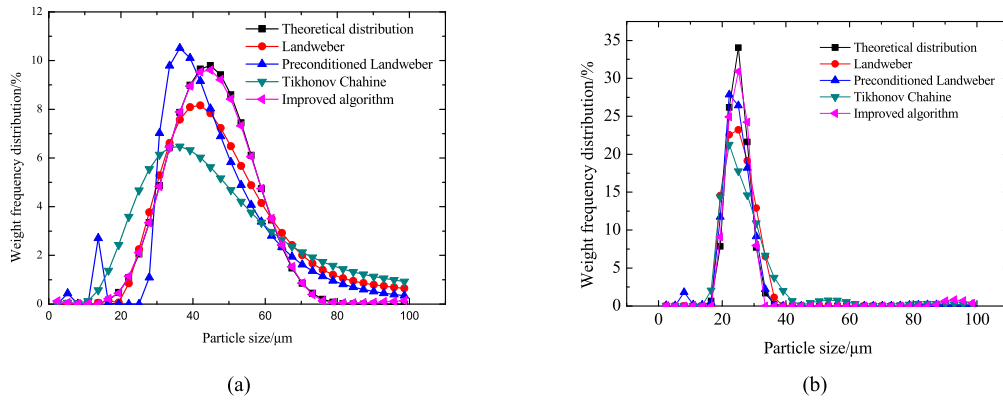 Theoretical distribution
Landweber
Preconditioned Landweber
Tikhonov Chahine
Improved algorithm
Weight frequency distribution/%
12
10
8
6
4
2
0
0 20 40 60 80 100
Particle size/μm
(a)
Theoretical distribution
Landweber
Preconditioned Landweber
Tikhonov Chahine
Improved algorithm
Weight frequency distribution/%
35
30
25
20
15
10
5
0
0 20 40 60 80 100
Particle size/μm
(b)